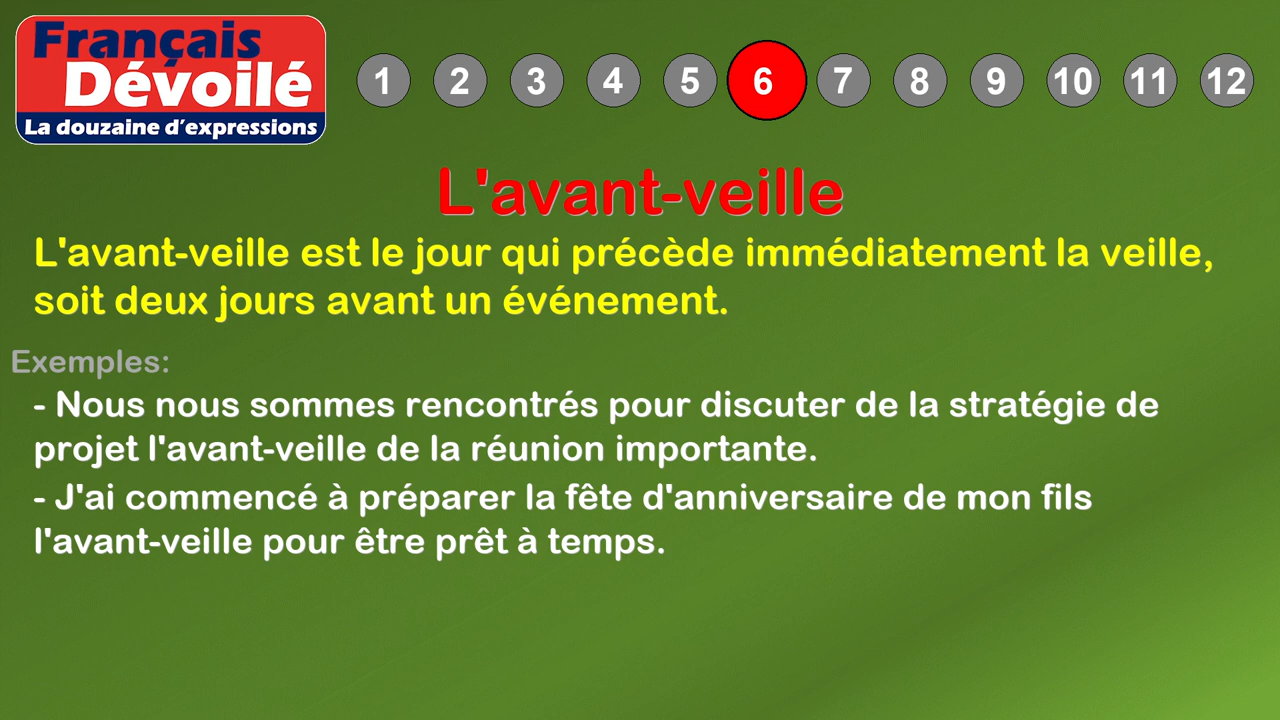 Français
Dévoilé
La douzaine d'expressions
1 2 3 4 5 6 7 8 9 10 11 12
L'avant-veille
L'avant-veille est le jour qui précède immédiatement la veille,
soit deux jours avant un événement.
Exemples:
- Nous nous sommes rencontrés pour discuter de la stratégie de
projet l'avant-veille de la réunion importante.
- J'ai commencé à préparer la fête d'anniversaire de mon fils
l'avant-veille pour être prêt à temps.